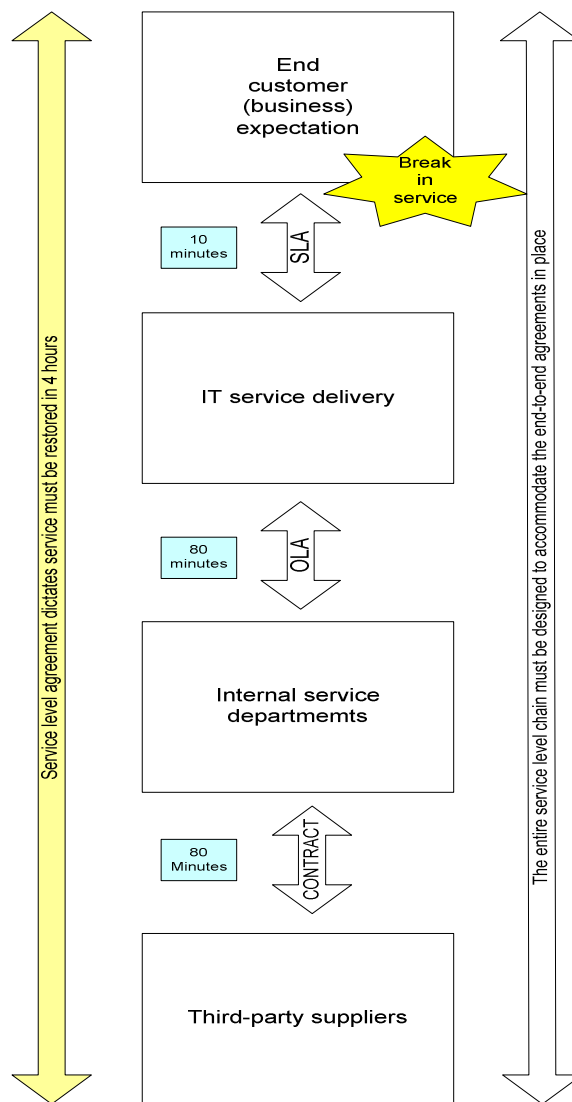 End
customer
(business)
expectation
Break
in
service
10
minutes
SLA
IT service delivery
80
minutes
OLA
Internal service
departmemts
80
Minutes
CONTRACT
Third-party suppliers
Service level agreement dictates service must be restored in 4 hours
The entire service level chain must be designed to accommodate the end-to-end agreements in place